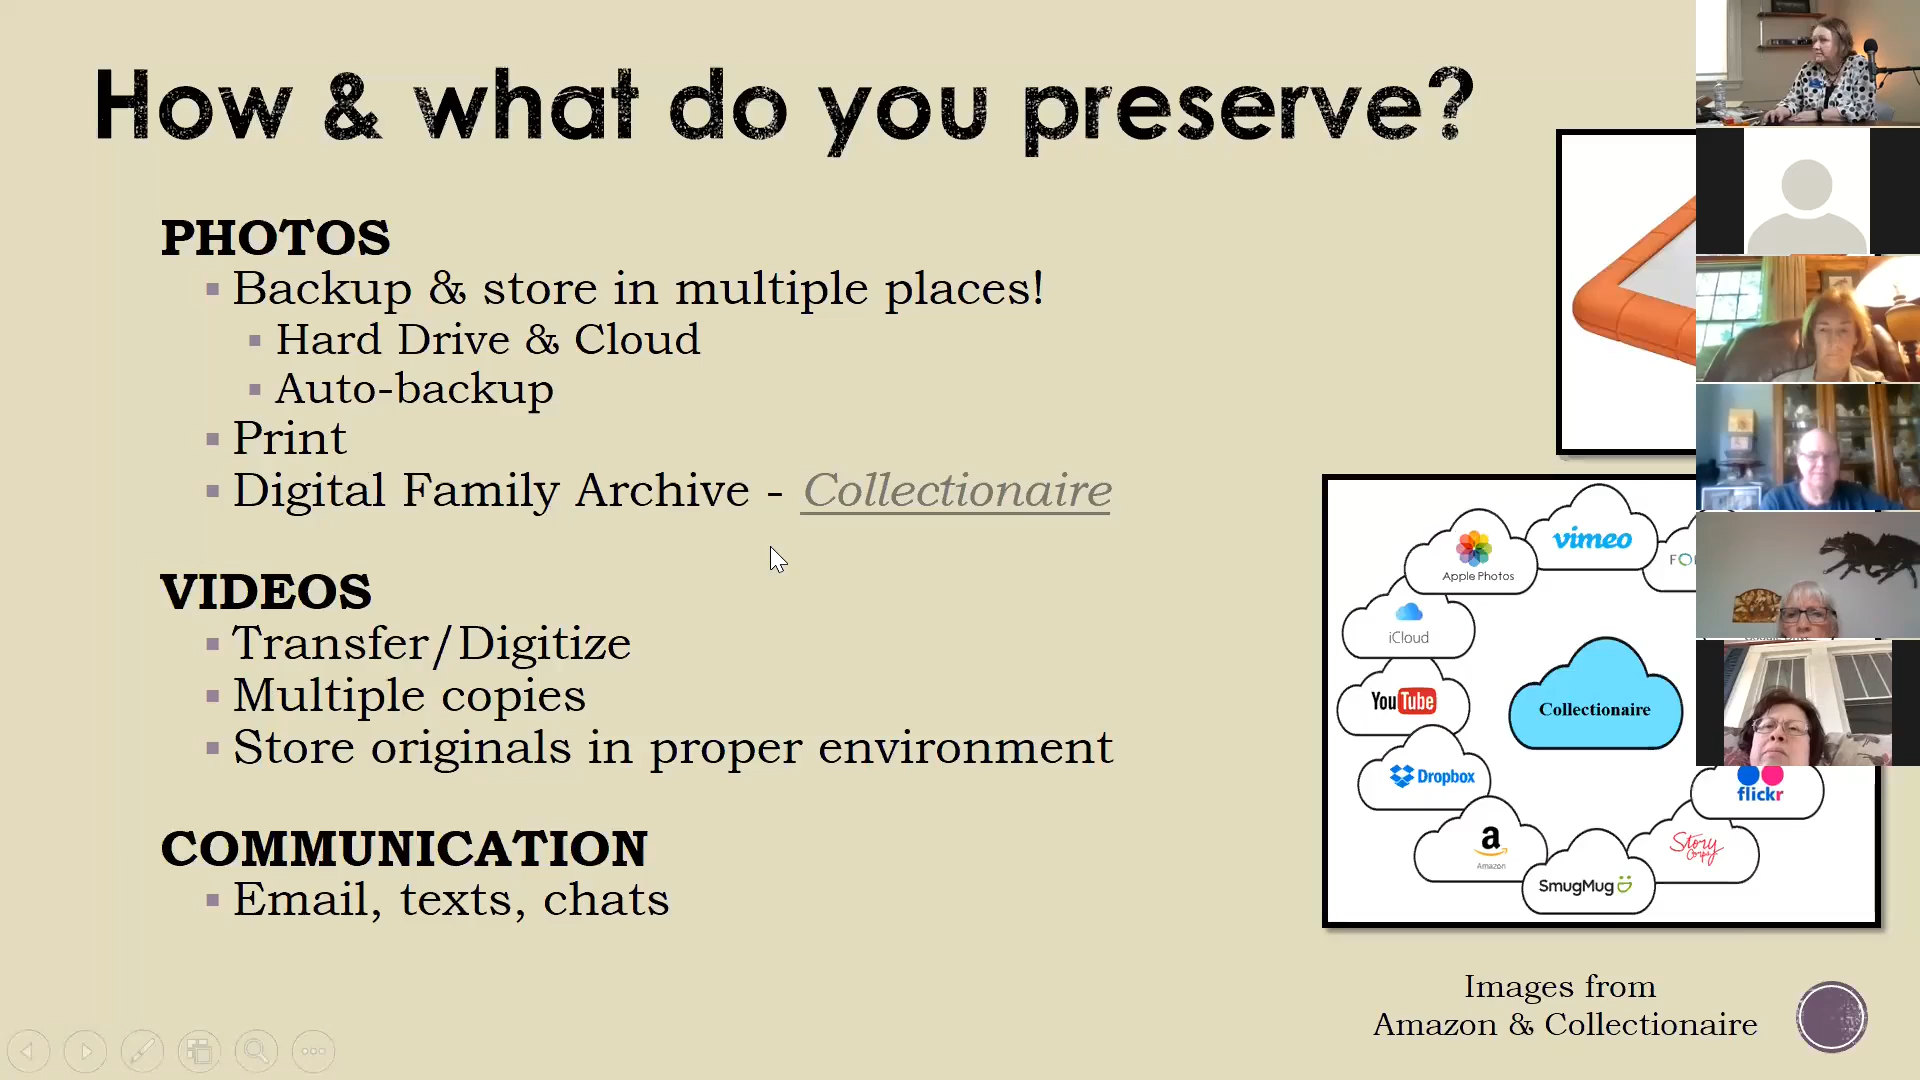 How & what do you preserve?
PHOTOS
Backup & store in multiple places!
Hard Drive & Cloud
Auto-backup
Print
Digital Family Archive - Collectionaire
VIDEOS
Transfer/Digitize
Multiple copies
Store originals in proper environment
COMMUNICATION
Email, texts, chats
vimeo
Apple Photos
iCloud
YouTube
Collectionaire
Dropbox
flickr
a
Amazon
Story
Corps
SmugMug
Images from
Amazon & Collectionaire